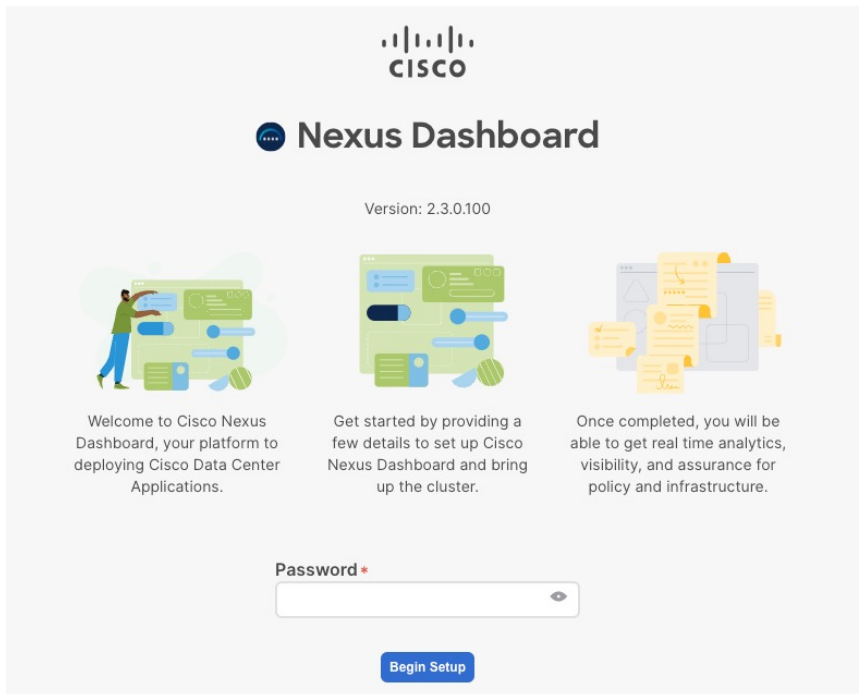 CISCO
Nexus Dashboard
Version: 2.3.0.100
Welcome to Cisco Nexus
Dashboard, your platform to
deploying Cisco Data Center
Applications.
Get started by providing a
few details to set up Cisco
Nexus Dashboard and bring
up the cluster.
Once completed, you will be
able to get real time analytics,
visibility, and assurance for
policy and infrastructure.
Password*
Begin Setup